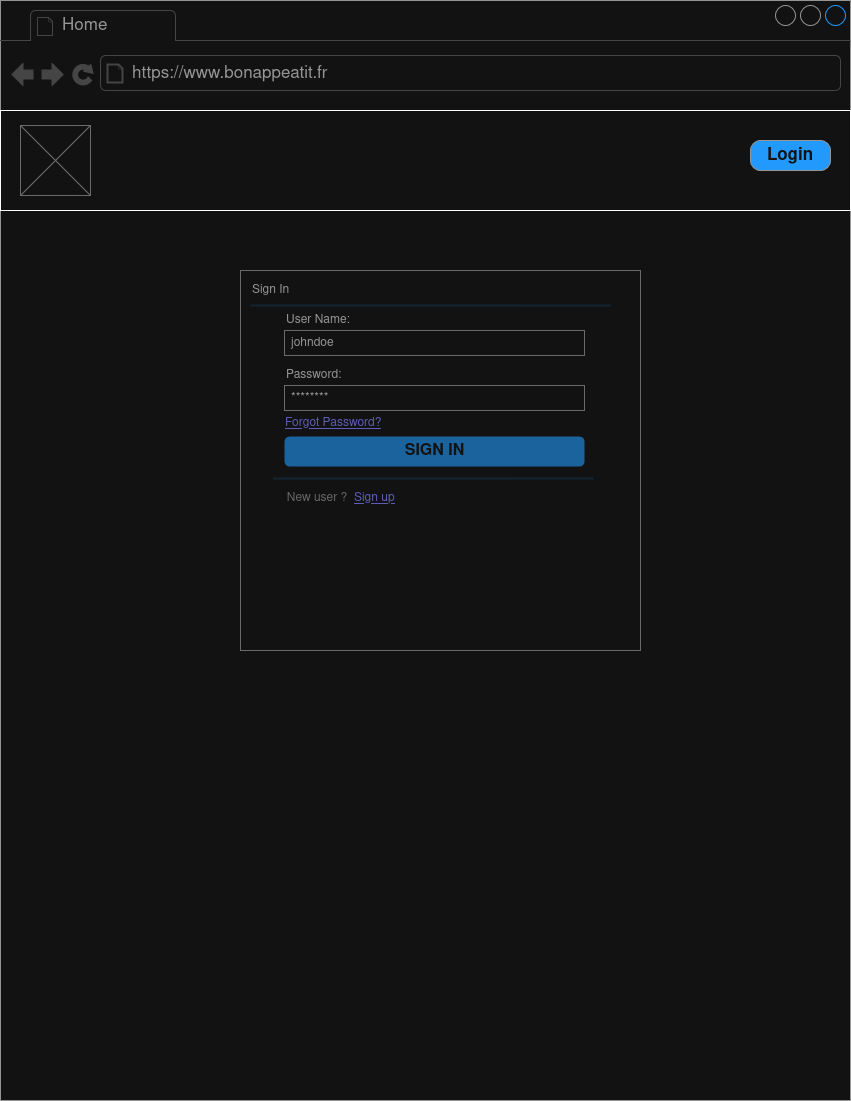 Home
https://www.bonappeatit.fr
Login
Sign In
User Name:
johndoe
Password:
********
Forgot Password?
SIGN IN
New user ? Sign up